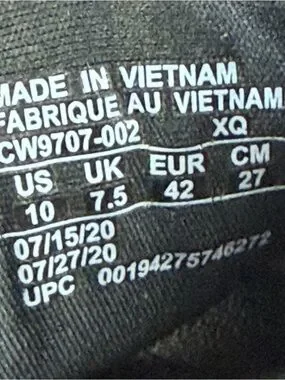 MADE IN VIETNAM
FABRIQUE AU VIETNAM
CW9707-002 XQ
US UK EUR CM
10 7.5 42 27
07/15/20
07/27/20
UPC 00194275746272